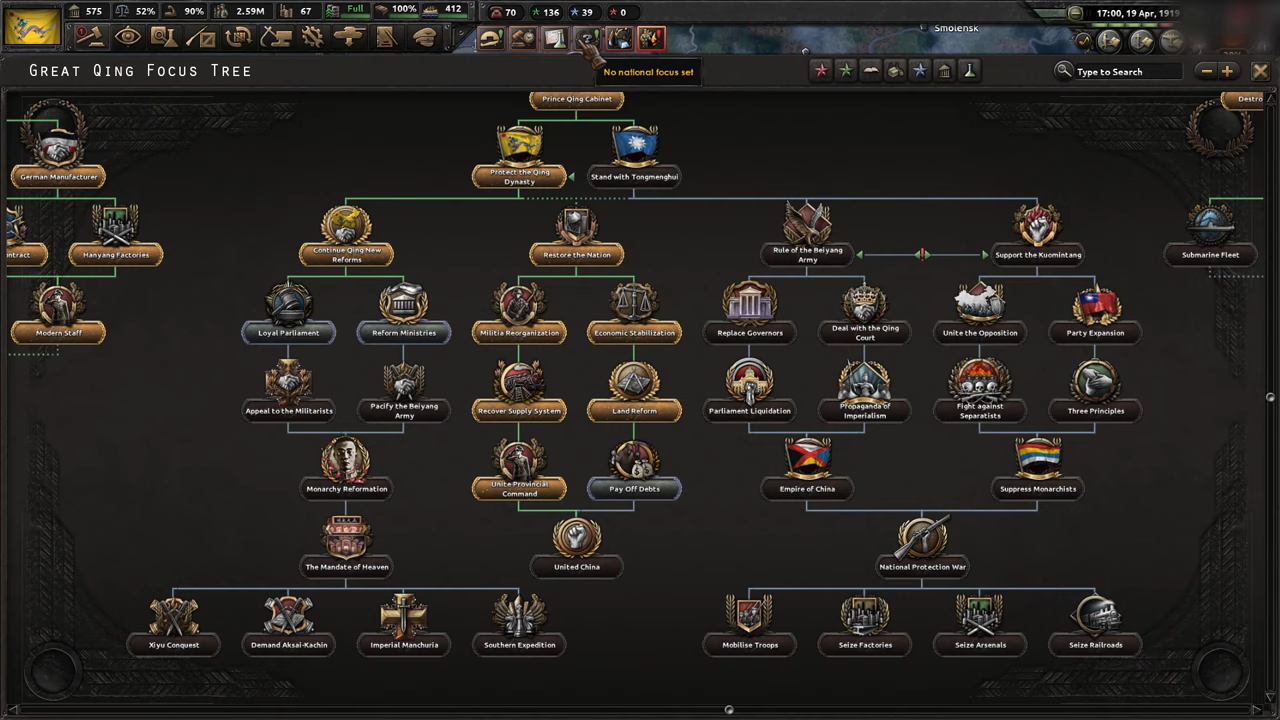 575
52%
90%
2.59M
67
Full
100%
412
70
136
39
0
17:00, 19 Apr, 1919
Smolensk
Great Qing Focus Tree
No national focus set
Type to Search
Prince Qing Cabinet
Destro
German Manufacturer
Protect the Qing
Dynasty
Stand with Tongmenghui
ontract
Hanyang Factories
Continue Qing New
Reforms
Restore the Nation
Rule of the Beiyang
Army
Support the Kuomintang
Submarine Fleet
Modern Staff
Loyal Parliament
Reform Ministries
Militia Reorganization
Economic Stabilization
Replace Governors
Deal with the Qing
Court
Unite the Opposition
Party Expansion
Appeal to the Militarists
Pacify the Beiyang
Army
Recover Supply System
Land Reform
Parliament Liquidation
Propaganda of
Imperialism
Fight against
Separatists
Three Principles
Monarchy Reformation
Unite Provincial
Command
Pay Off Debts
Empire of China
Suppress Monarchists
The Mandate of Heaven
United China
National Protection War
Xiyu Conquest
Demand Aksai-Kachin
Imperial Manchuria
Southern Expedition
Mobilise Troops
Seize Factories
Seize Arsenals
Seize Railroads